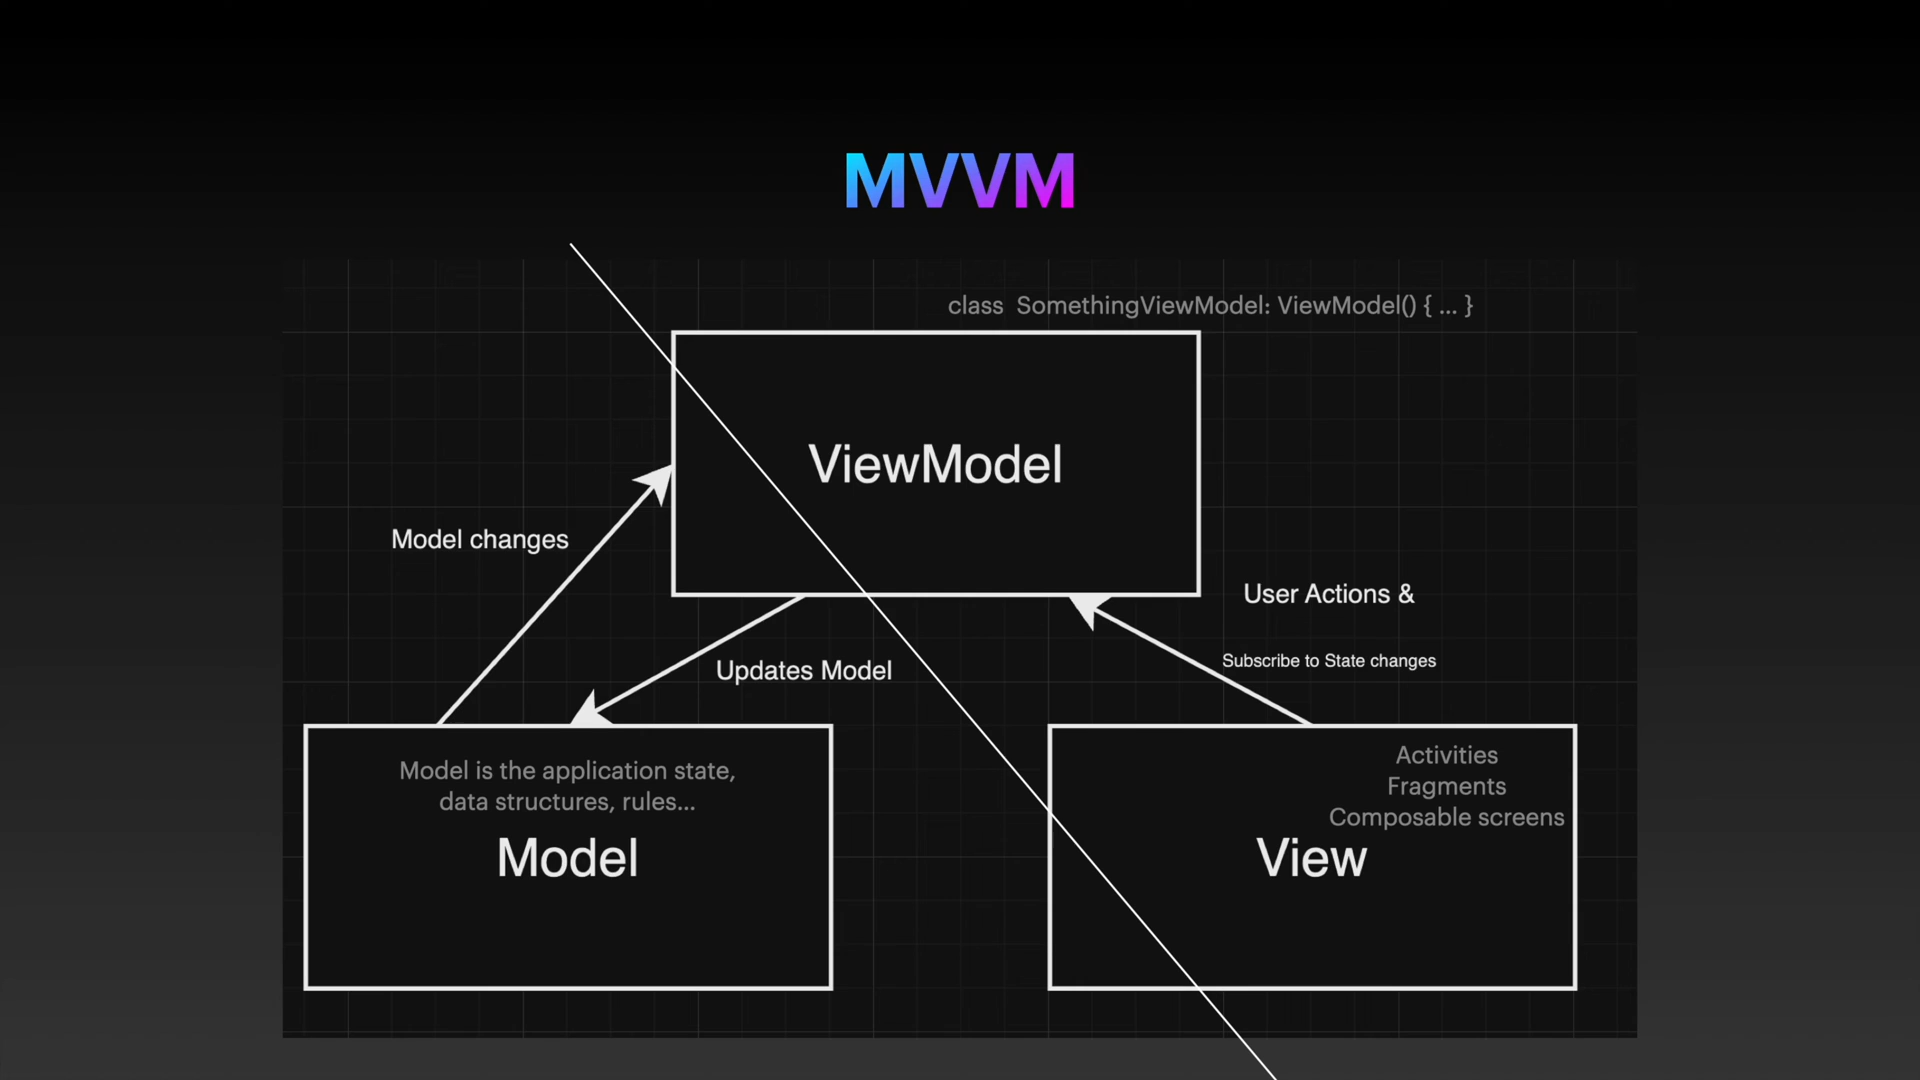 MVVM
class SomethingViewModel: ViewModel() { ... }
ViewModel
Model changes
User Actions &
Subscribe to State changes
Updates Model
Model is the application state,
data structures, rules...
Model
Activities
Fragments
Composable screens
View